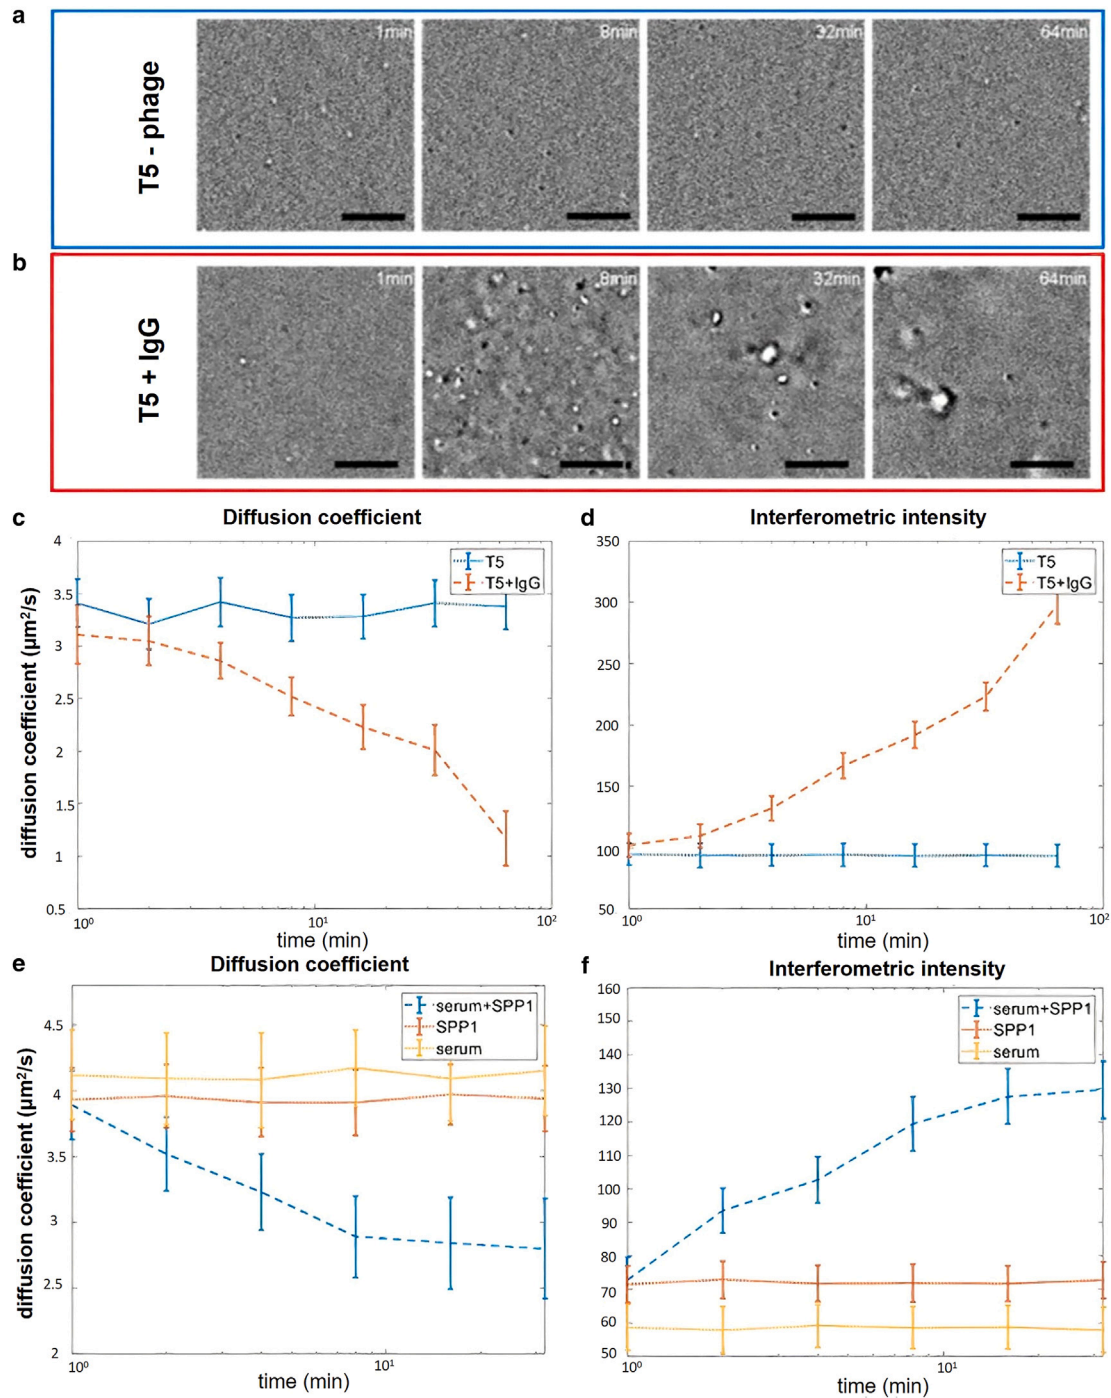 a
T5 - phage
1min
8min
32min
64min
b
T5 + IgG
1min
8min
32min
64min
c
Diffusion coefficient
T5
T5+IgG
diffusion coefficient (µm²/s)
4
3.5
3
2.5
2
1.5
1
0.5
10⁰
10¹
10²
time (min)
d
Interferometric intensity
T5
T5+IgG
350
300
250
200
150
100
50
10⁰
10¹
10²
time (min)
e
Diffusion coefficient
serum+SPP1
SPP1
serum
diffusion coefficient (µm²/s)
4.5
4
3.5
3
2.5
2
10⁰
10¹
time (min)
f
Interferometric intensity
serum+SPP1
SPP1
serum
160
150
140
130
120
110
100
90
80
70
60
50
10⁰
10¹
time (min)